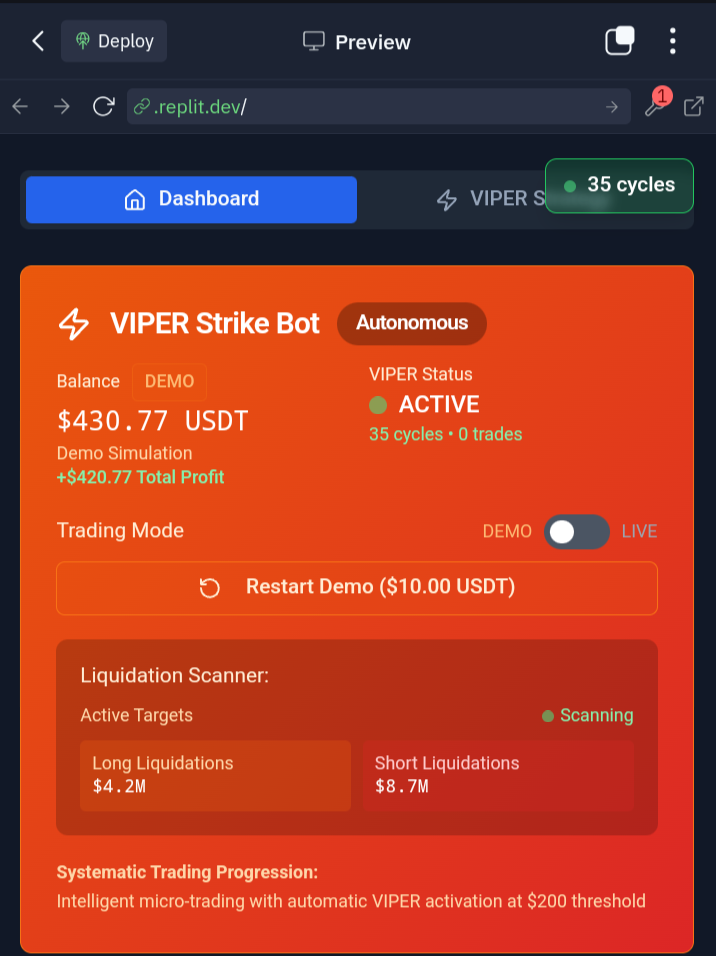 Deploy
Preview
.replit.dev/
1
Dashboard
VIPER S
35 cycles
VIPER Strike Bot
Autonomous
Balance
DEMO
$430.77 USDT
Demo Simulation
+$420.77 Total Profit
VIPER Status
ACTIVE
35 cycles • 0 trades
Trading Mode
DEMO
LIVE
Restart Demo ($10.00 USDT)
Liquidation Scanner:
Active Targets
Scanning
Long Liquidations
$4.2M
Short Liquidations
$8.7M
Systematic Trading Progression:
Intelligent micro-trading with automatic VIPER activation at $200 threshold